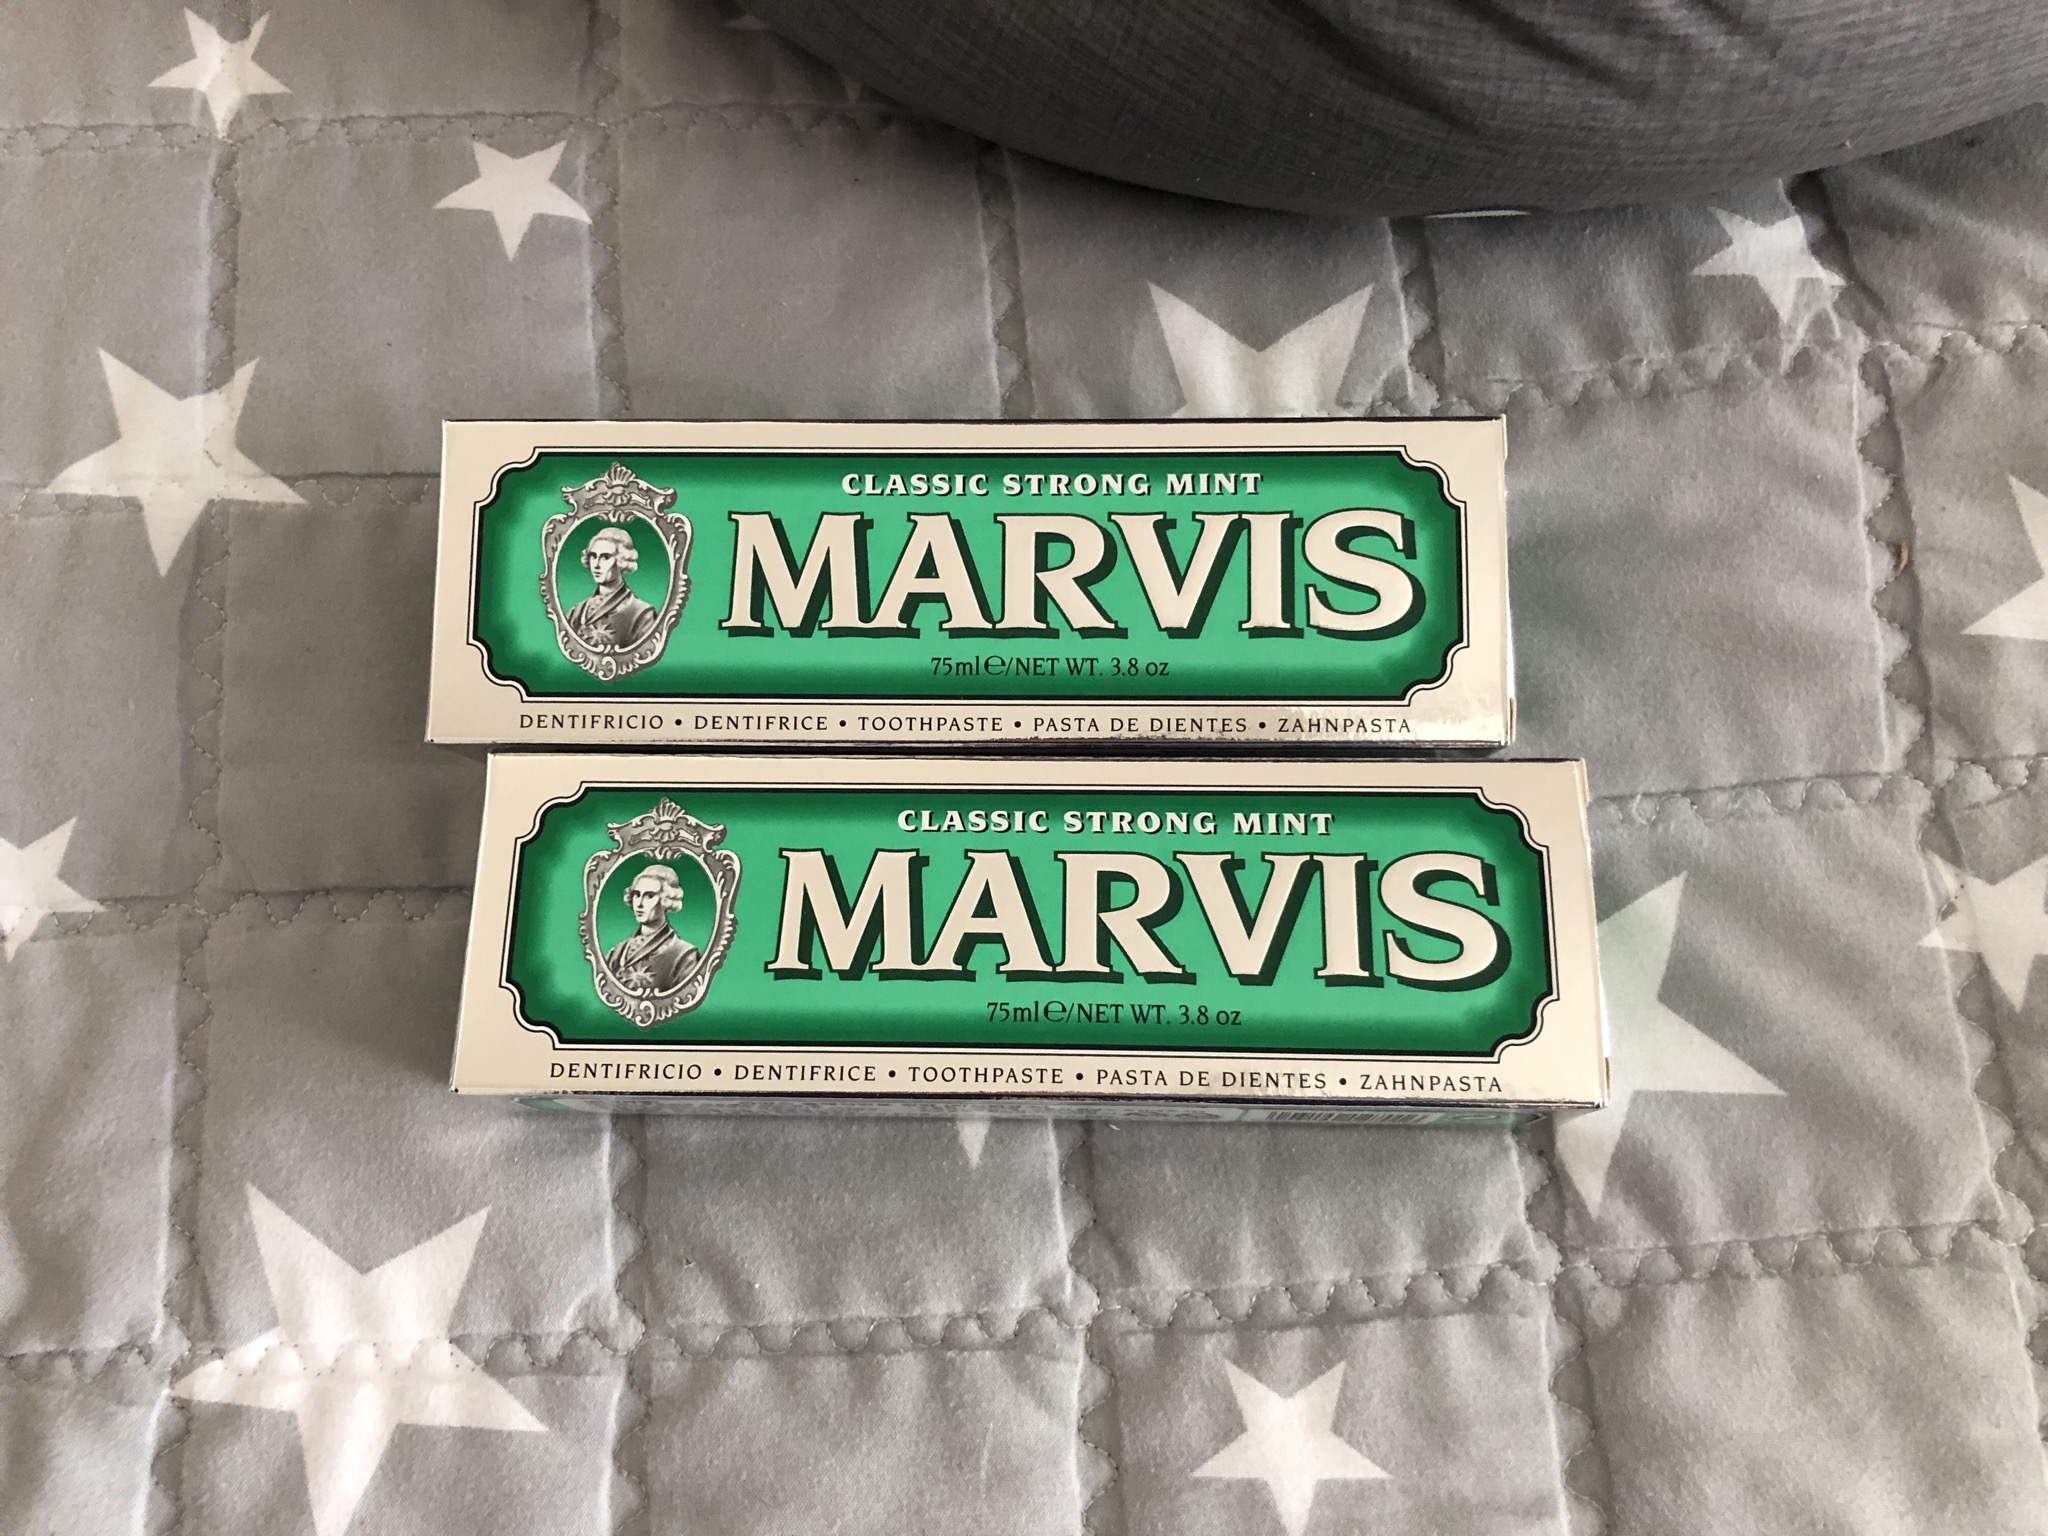 CLASSIC STRONG MINT
MARVIS
75ml℮/NET WT. 3.8 oz
DENTIFRICIO • DENTIFRICE • TOOTHPASTE • PASTA DE DIENTES • ZAHNPASTA
CLASSIC STRONG MINT
MARVIS
75ml℮/NET WT. 3.8 oz
DENTIFRICIO • DENTIFRICE • TOOTHPASTE • PASTA DE DIENTES • ZAHNPASTA